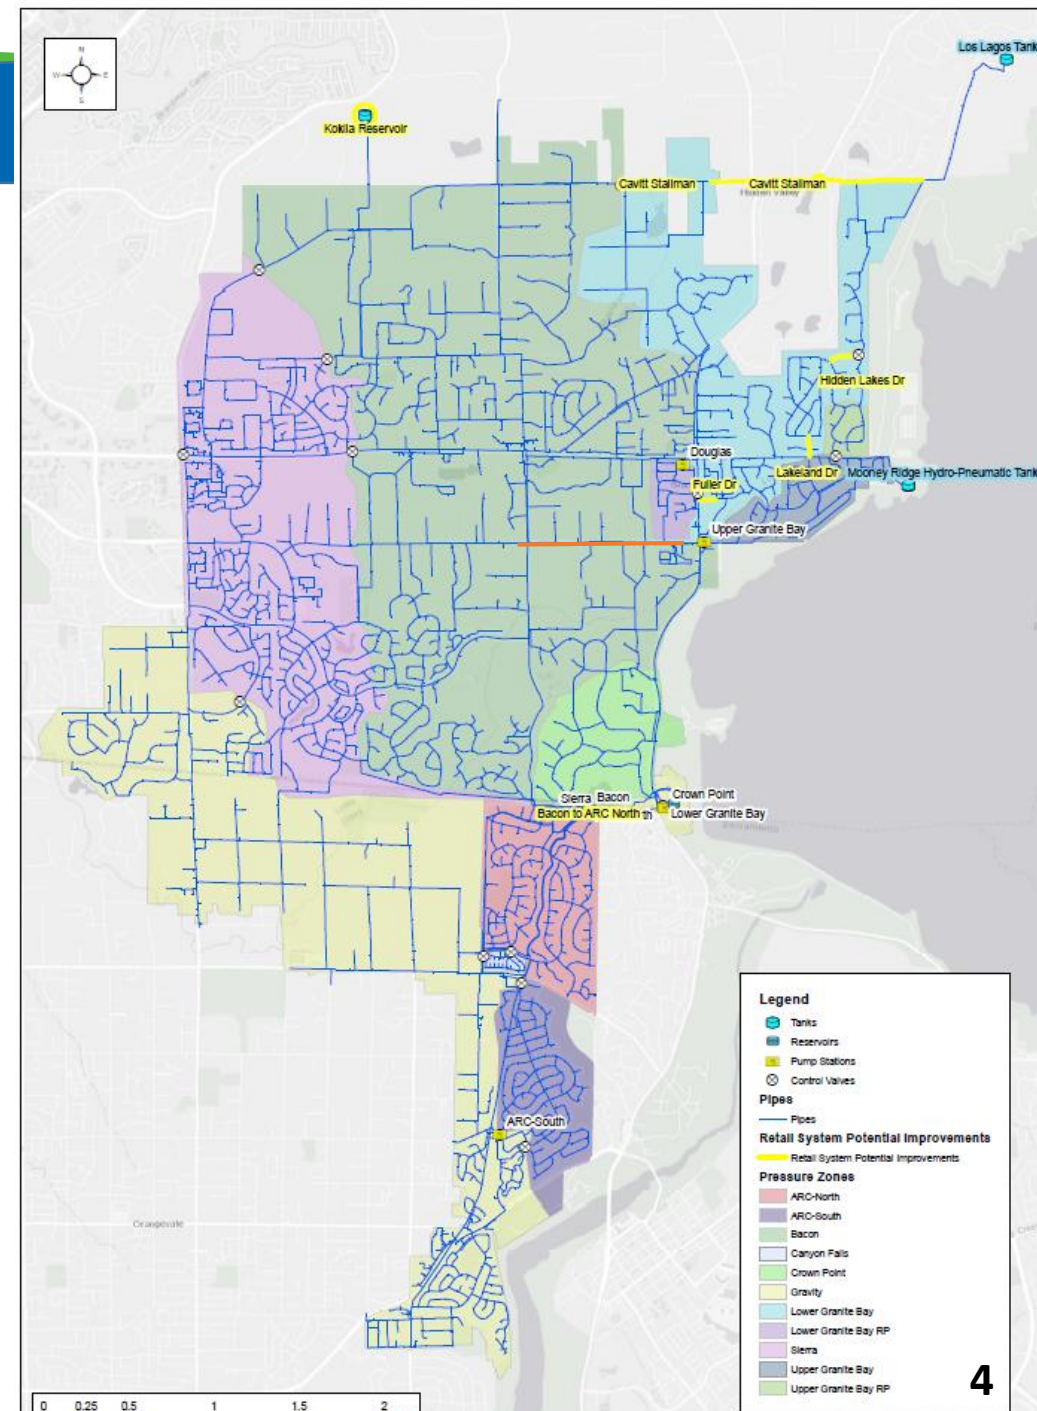 N
W E
S
Los Lagos Tank
Kokila Reservoir
Cavitt Stallman
Cavitt Stallman
Hidden Valley
Hidden Lakes Dr
Douglas
Lakeland Dr
Mooney Ridge Hydro-Pneumatic Tank
Fuller Dr
Upper Granite Bay
Sierra
Bacon
Crown Point
Bacon to ARC North
Lower Granite Bay
ARC-South
Orangevale
Legend
Tanks
Reservoirs
Pump Stations
Control Valves
Pipes
Pipes
Retail System Potential Improvements
Retail System Potential Improvements
Pressure Zones
ARC-North
ARC-South
Bacon
Canyon Falls
Crown Point
Gravity
Lower Granite Bay
Lower Granite Bay RP
Sierra
Upper Granite Bay
Upper Granite Bay RP
4
0 0.25 0.5 1 1.5 2